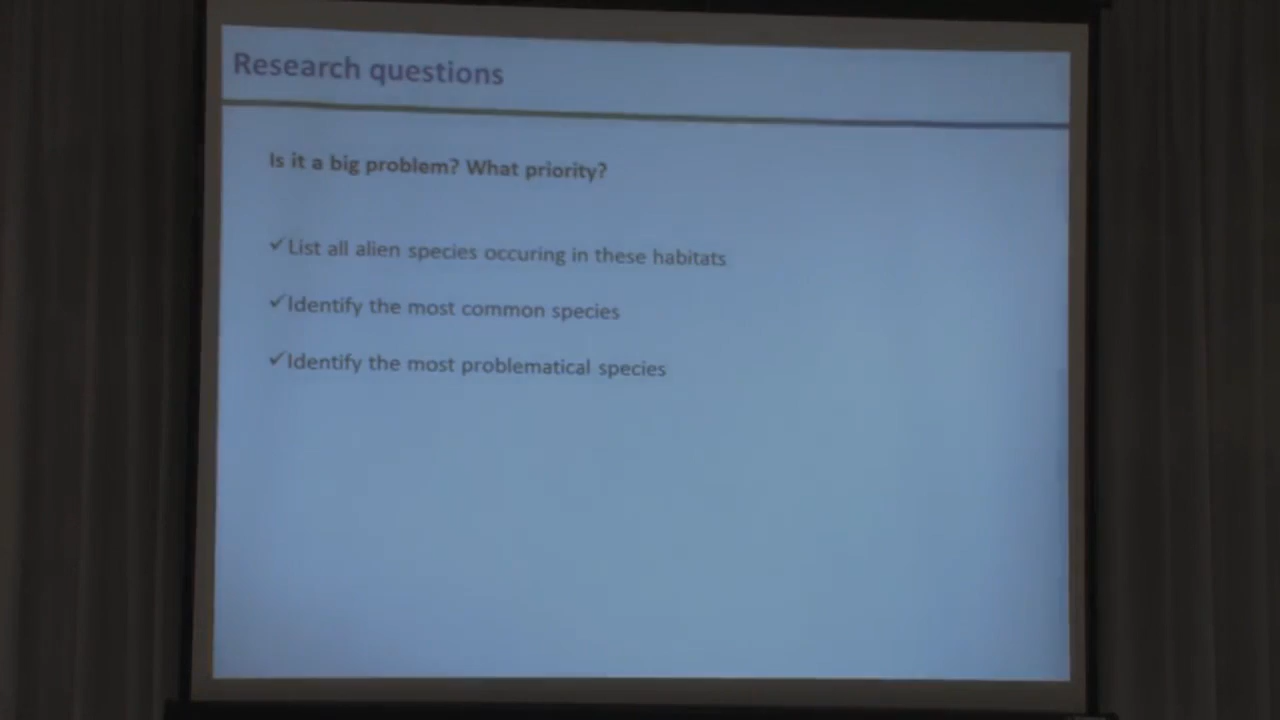 Research questions
Is it a big problem? What priority?
✓List all alien species occuring in these habitats
✓Identify the most common species
✓Identify the most problematical species